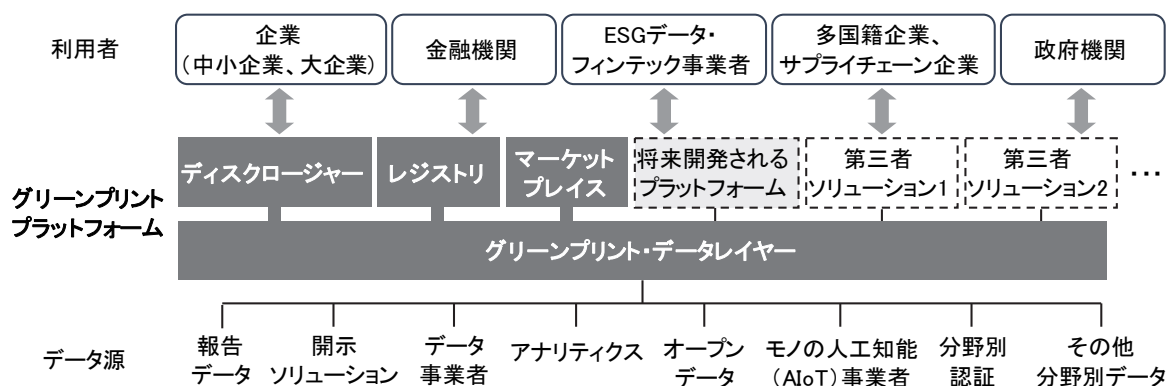 利用者
企業
（中小企業、大企業）
金融機関
ESGデータ・
フィンテック事業者
多国籍企業、
サプライチェーン企業
政府機関
グリーンプリント
プラットフォーム
ディスクロージャー
レジストリ
マーケット
プレイス
将来開発される
プラットフォーム
第三者
ソリューション1
第三者
ソリューション2
…
グリーンプリント・データレイヤー
データ源
報告
データ
開示
ソリューション
データ
事業者
アナリティクス
オープン
データ
モノの人工知能
（AIoT）事業者
分野別
認証
その他
分野別データ